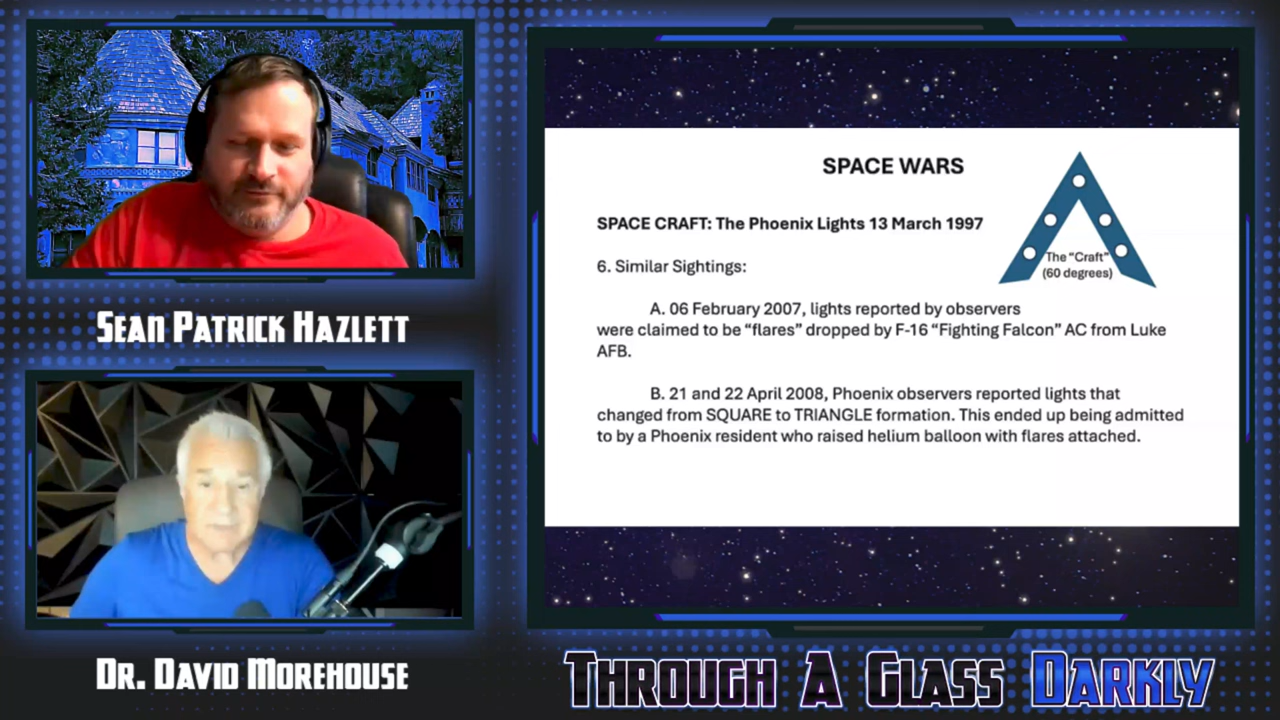 SEAN PATRICK HAZLETT
DR. DAVID MOREHOUSE
SPACE WARS
SPACE CRAFT: The Phoenix Lights 13 March 1997
The “Craft”
(60 degrees)
6. Similar Sightings:
A. 06 February 2007, lights reported by observers
were claimed to be “flares” dropped by F-16 “Fighting Falcon” AC from Luke
AFB.
B. 21 and 22 April 2008, Phoenix observers reported lights that
changed from SQUARE to TRIANGLE formation. This ended up being admitted
to by a Phoenix resident who raised helium balloon with flares attached.
THROUGH A GLASS DARKLY